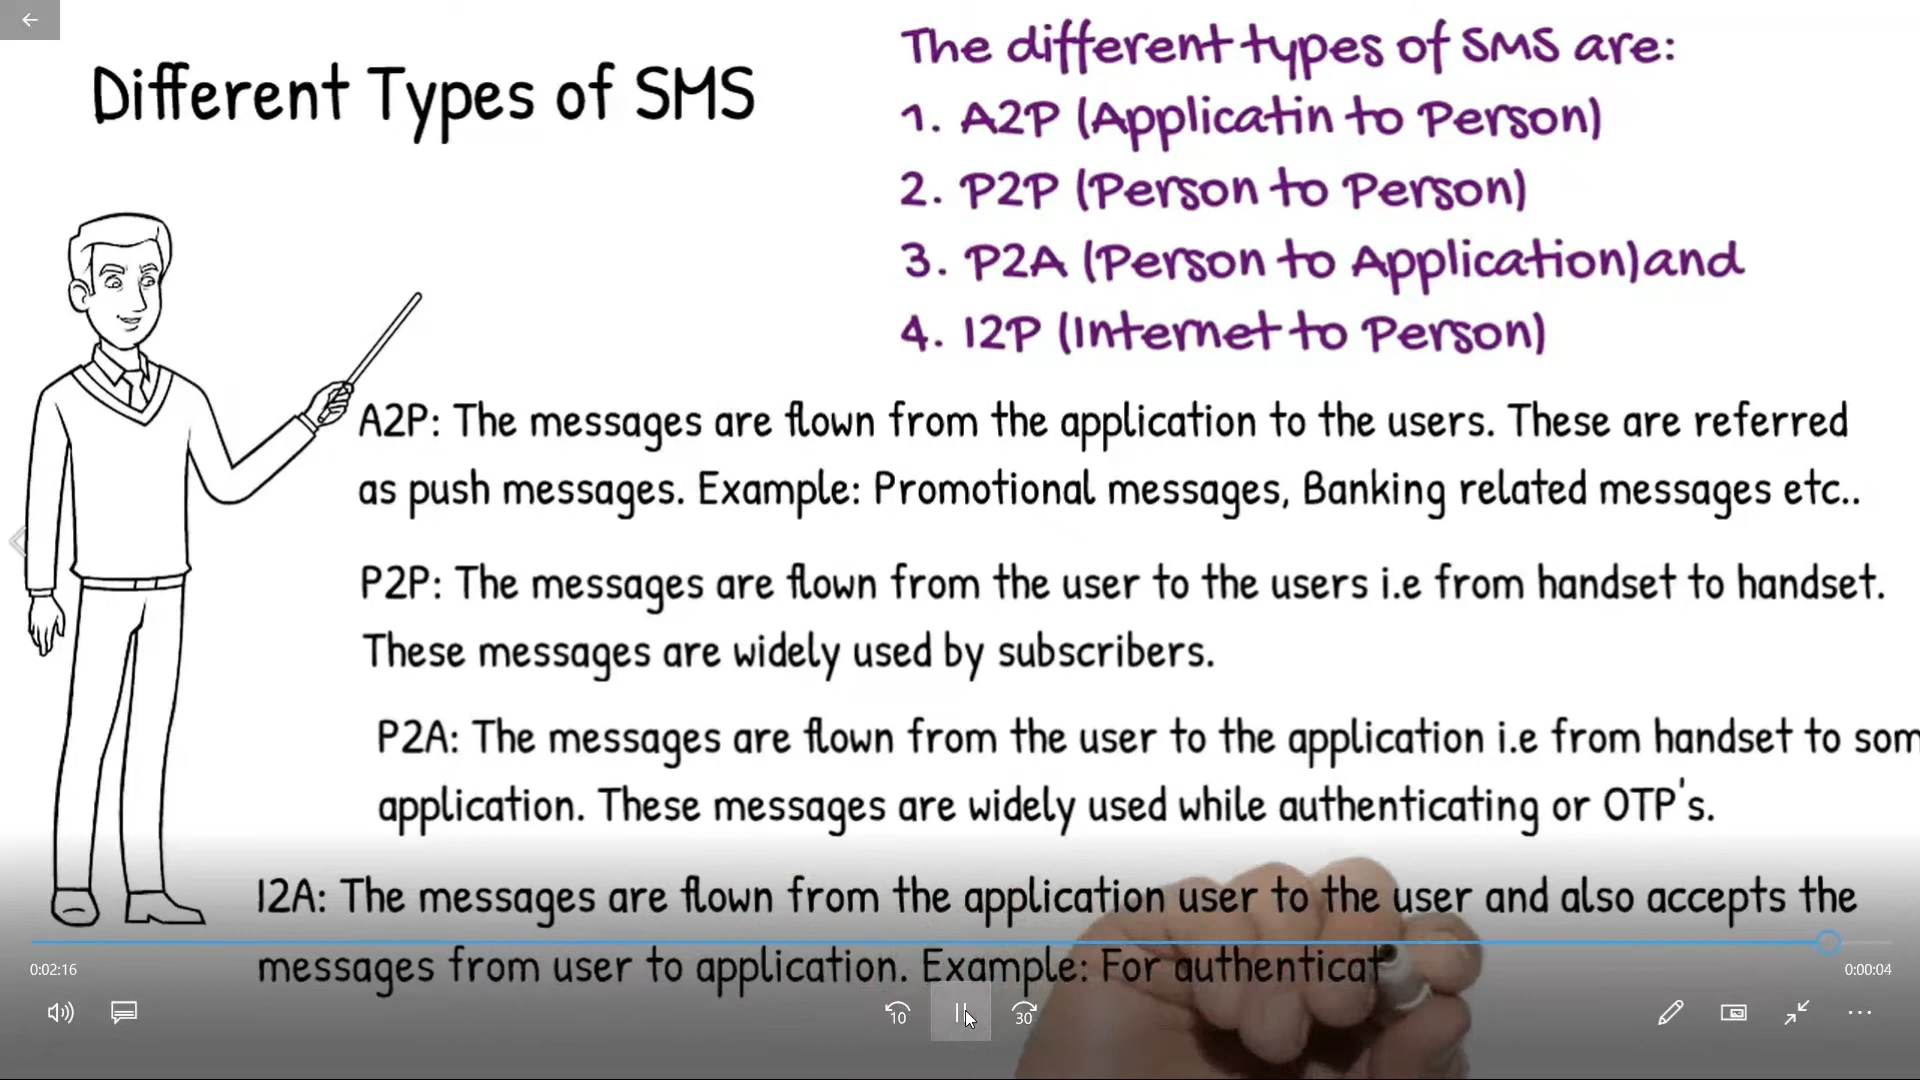 Different Types of SMS
The different types of SMS are:
1. A2P (Applicatin to Person)
2. P2P (Person to Person)
3. P2A (Person to Application)and
4. I2P (Internet to Person)
A2P: The messages are flown from the application to the users. These are referred
as push messages. Example: Promotional messages, Banking related messages etc..
P2P: The messages are flown from the user to the users i.e from handset to handset.
These messages are widely used by subscribers.
P2A: The messages are flown from the user to the application i.e from handset to som
application. These messages are widely used while authenticating or OTP's.
I2A: The messages are flown from the application user to the user and also accepts the
messages from user to application. Example: For authenticat
0:02:16
0:00:04
10
30